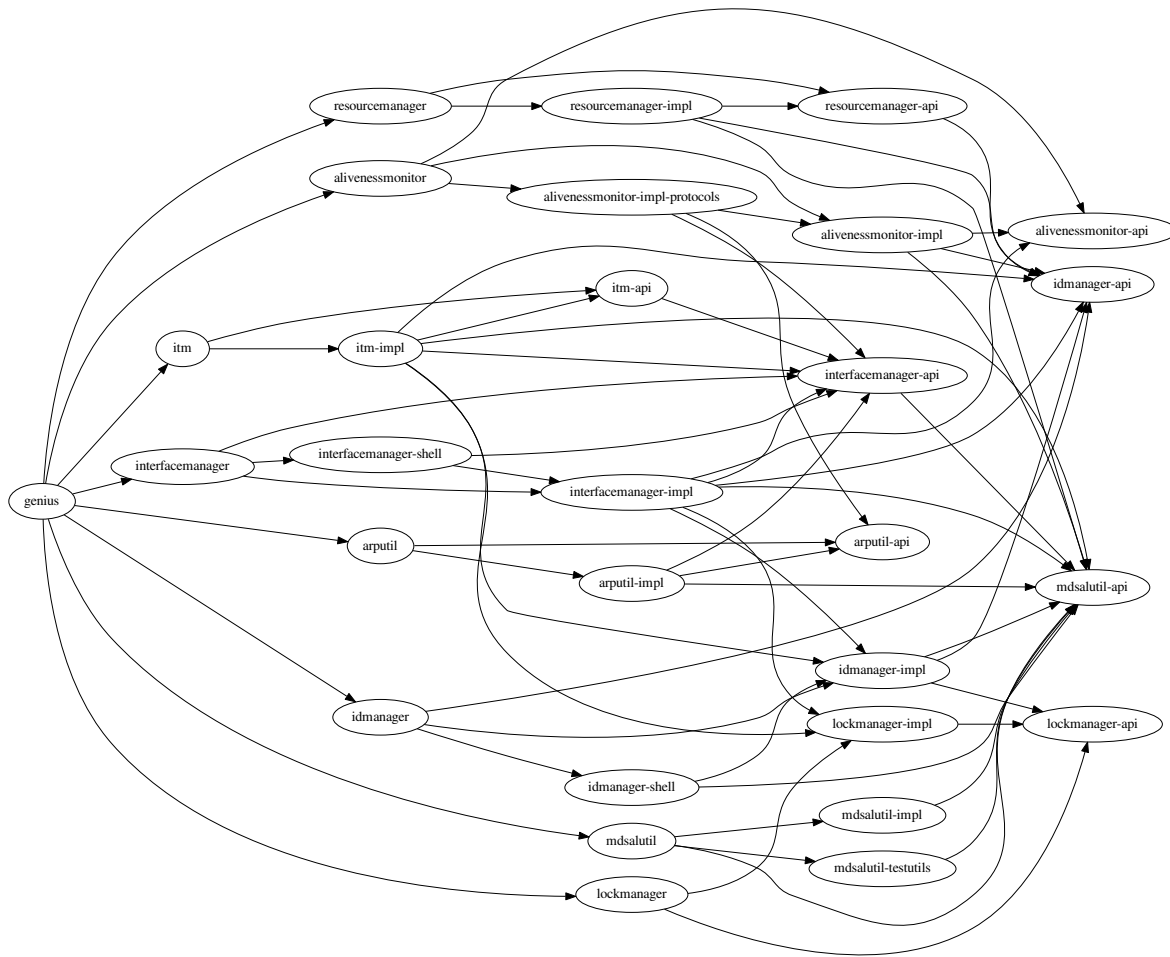 resourcemanager
resourcemanager-impl
resourcemanager-api
alivenessmonitor
alivenessmonitor-impl-protocols
alivenessmonitor-impl
alivenessmonitor-api
idmanager-api
itm-api
itm
itm-impl
interfacemanager-api
interfacemanager-shell
interfacemanager
interfacemanager-impl
genius
arputil
arputil-api
arputil-impl
mdsalutil-api
idmanager-impl
idmanager
lockmanager-impl
lockmanager-api
idmanager-shell
mdsalutil-impl
mdsalutil
mdsalutil-testutils
lockmanager